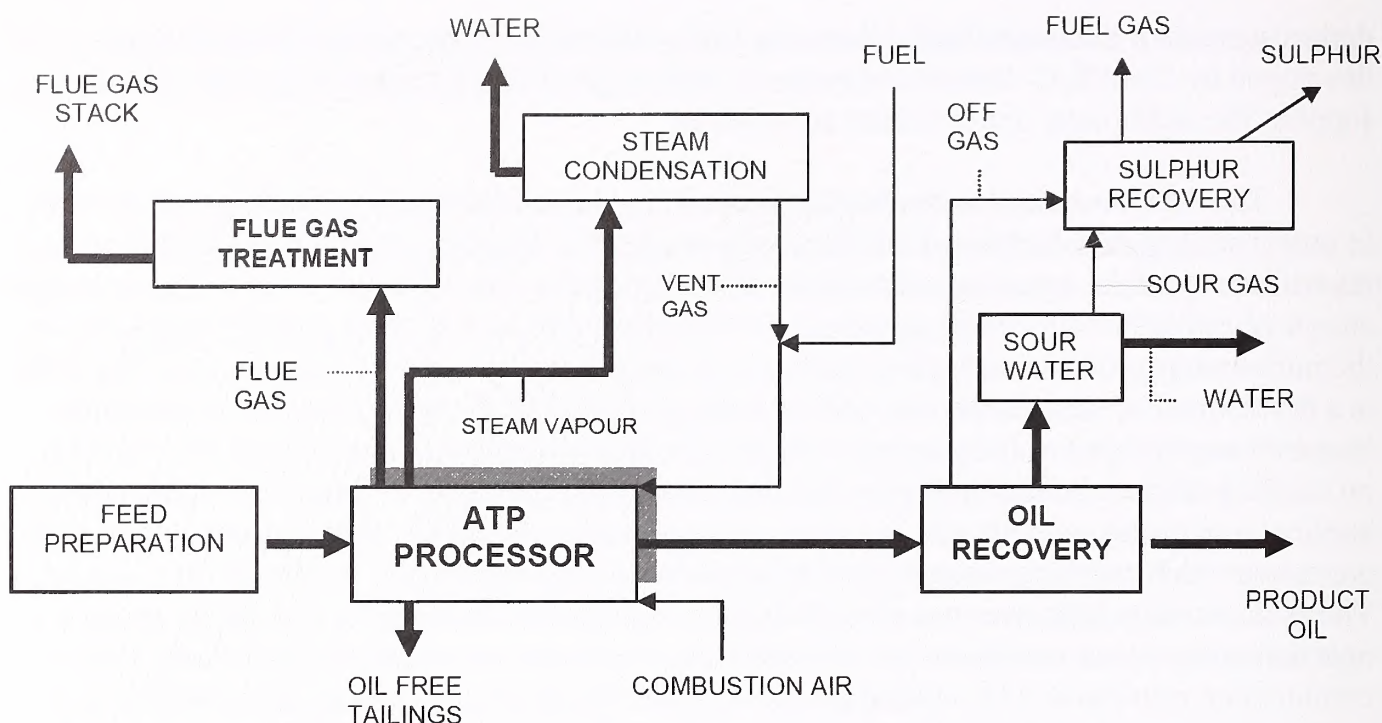 WATER
FUEL GAS
FUEL
SULPHUR
FLUE GAS
STACK
OFF
GAS
STEAM
CONDENSATION
SULPHUR
RECOVERY
FLUE GAS
TREATMENT
VENT
GAS
SOUR GAS
SOUR
WATER
FLUE
GAS
WATER
STEAM VAPOUR
FEED
PREPARATION
ATP
PROCESSOR
OIL
RECOVERY
PRODUCT
OIL
OIL FREE
TAILINGS
COMBUSTION AIR